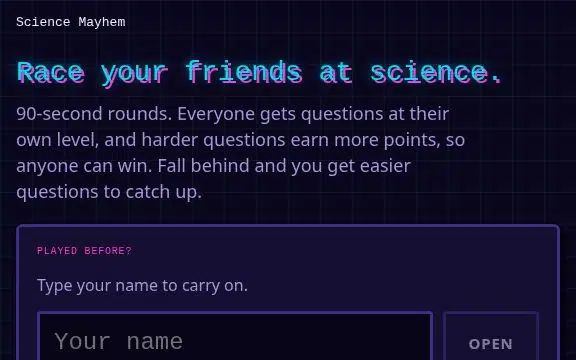 Science Mayhem
Race your friends at science.
90-second rounds. Everyone gets questions at their
own level, and harder questions earn more points, so
anyone can win. Fall behind and you get easier
questions to catch up.
PLAYED BEFORE?
Type your name to carry on.
Your name
OPEN